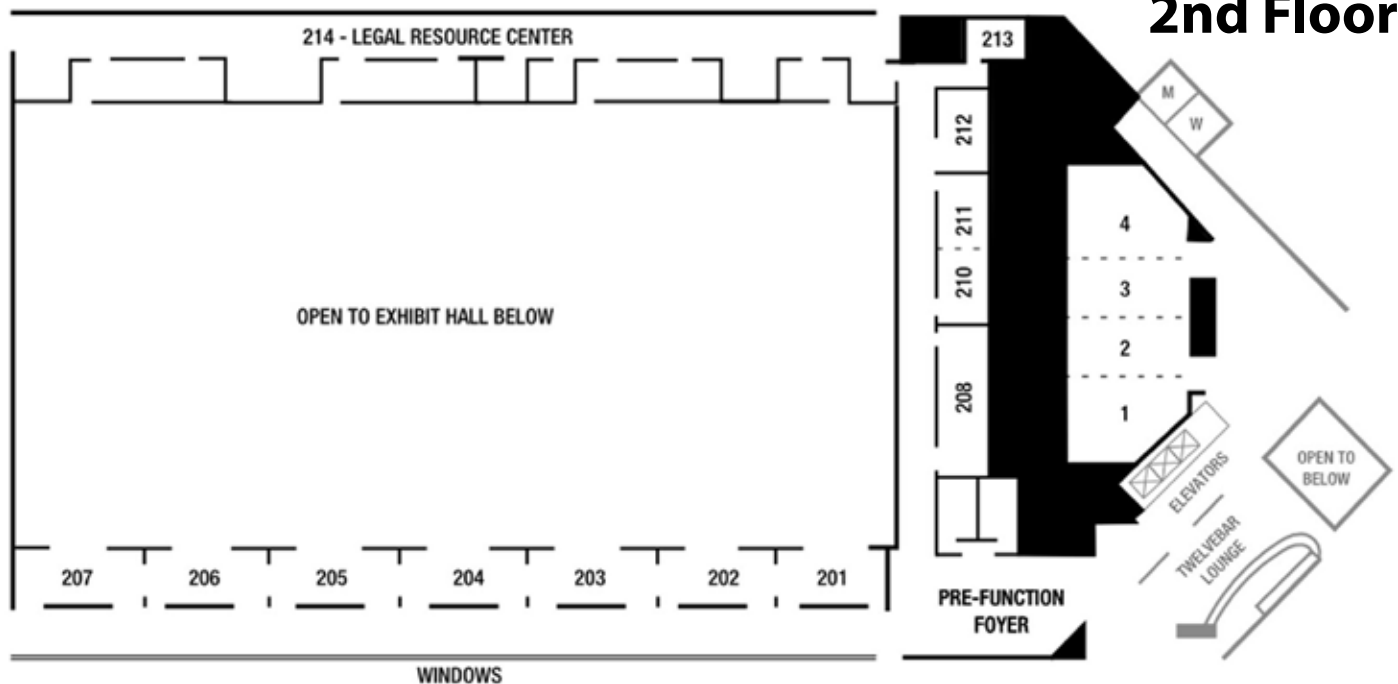 2nd Floor
214 - LEGAL RESOURCE CENTER
213
M
W
212
211
210
208
4
3
2
1
OPEN TO EXHIBIT HALL BELOW
ELEVATORS
OPEN TO
BELOW
TWELVEBAR
LOUNGE
207
206
205
204
203
202
201
PRE-FUNCTION
FOYER
WINDOWS